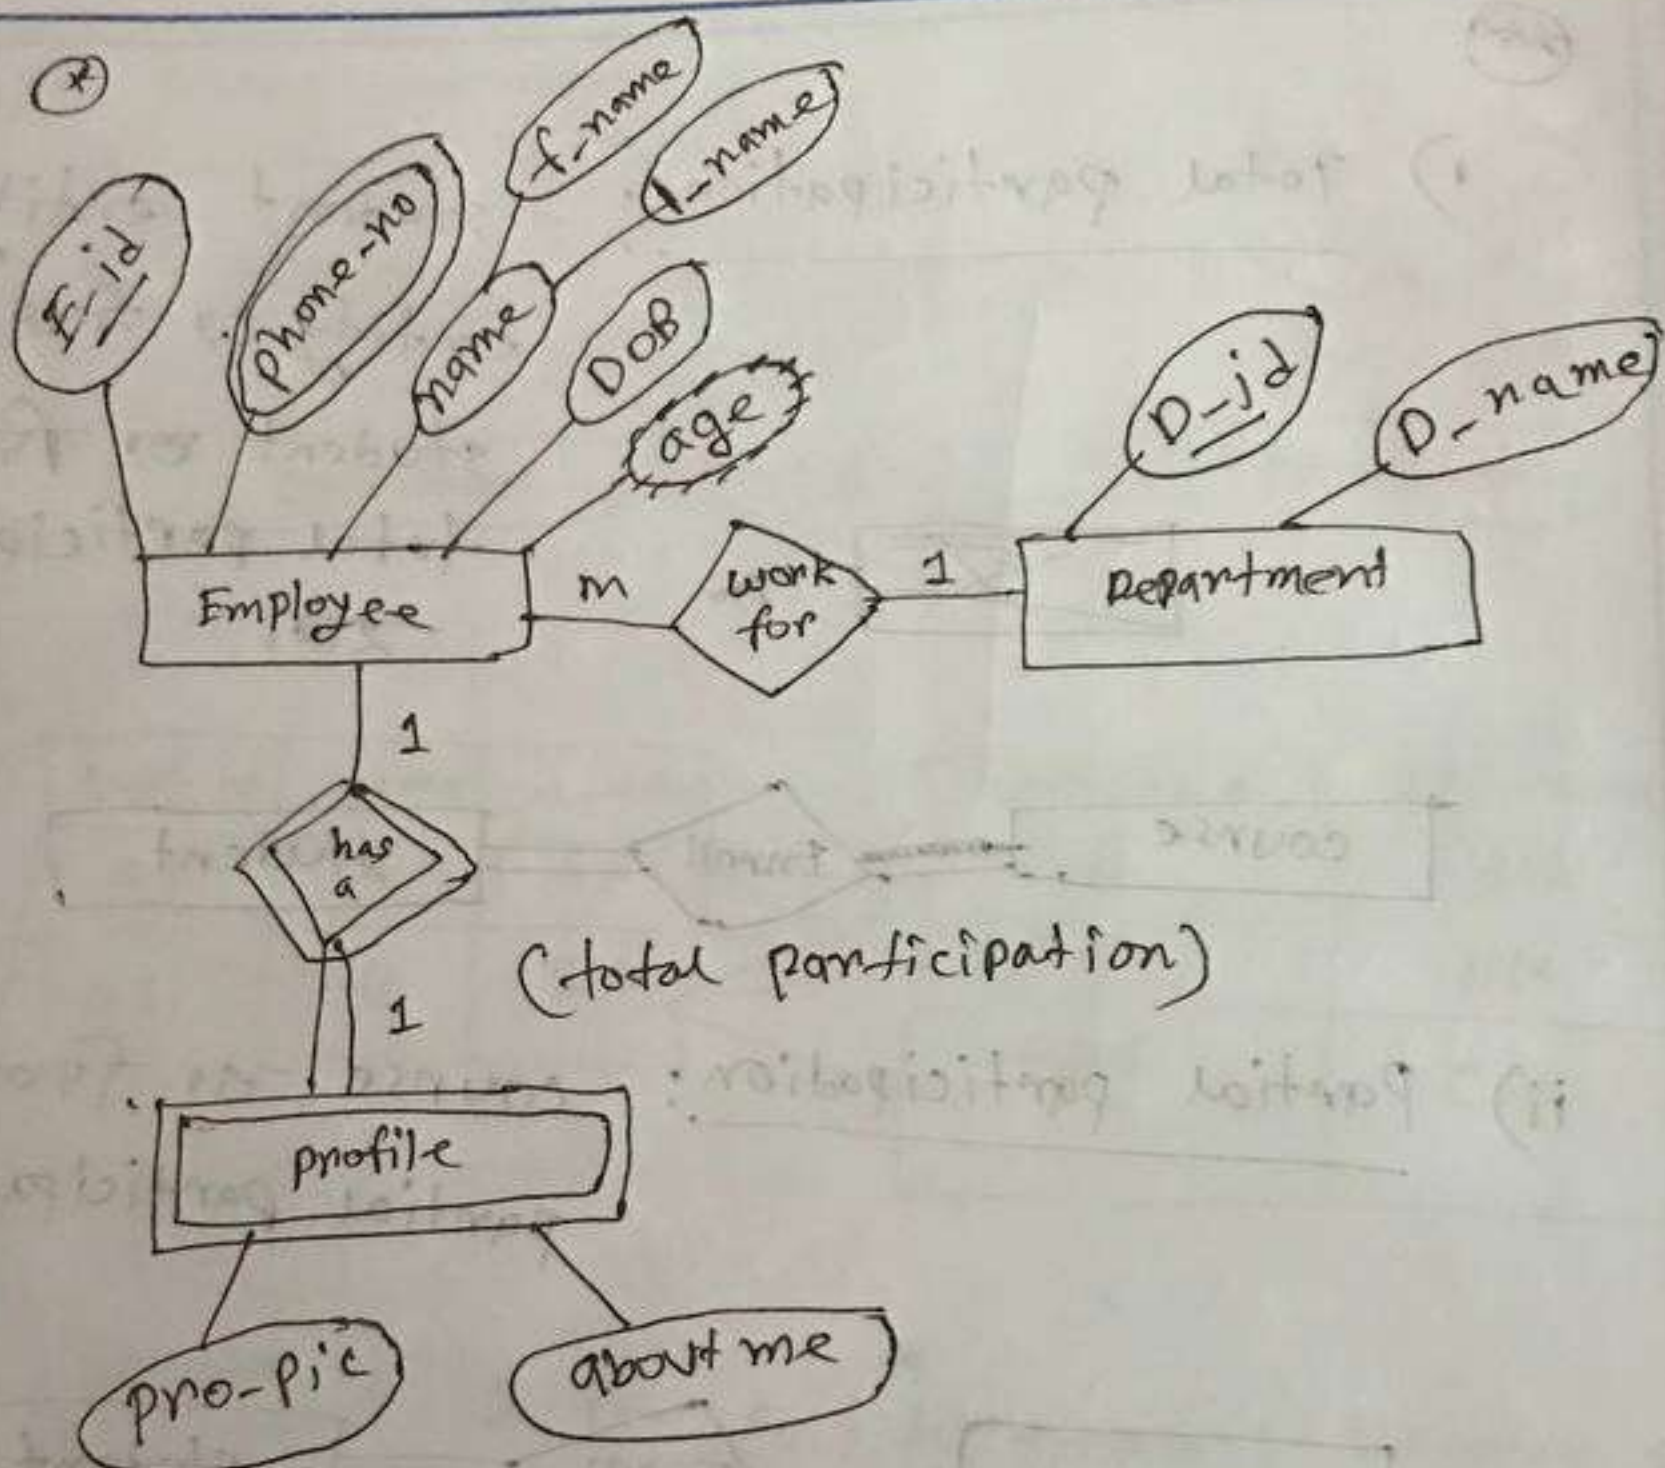 *
f_name
l_name
E_id
phone-no
name
DOB
age
D_id
D_name
Employee
m
work
for
1
Department
1
has
a
(total participation)
1
profile
pro-pic
about me